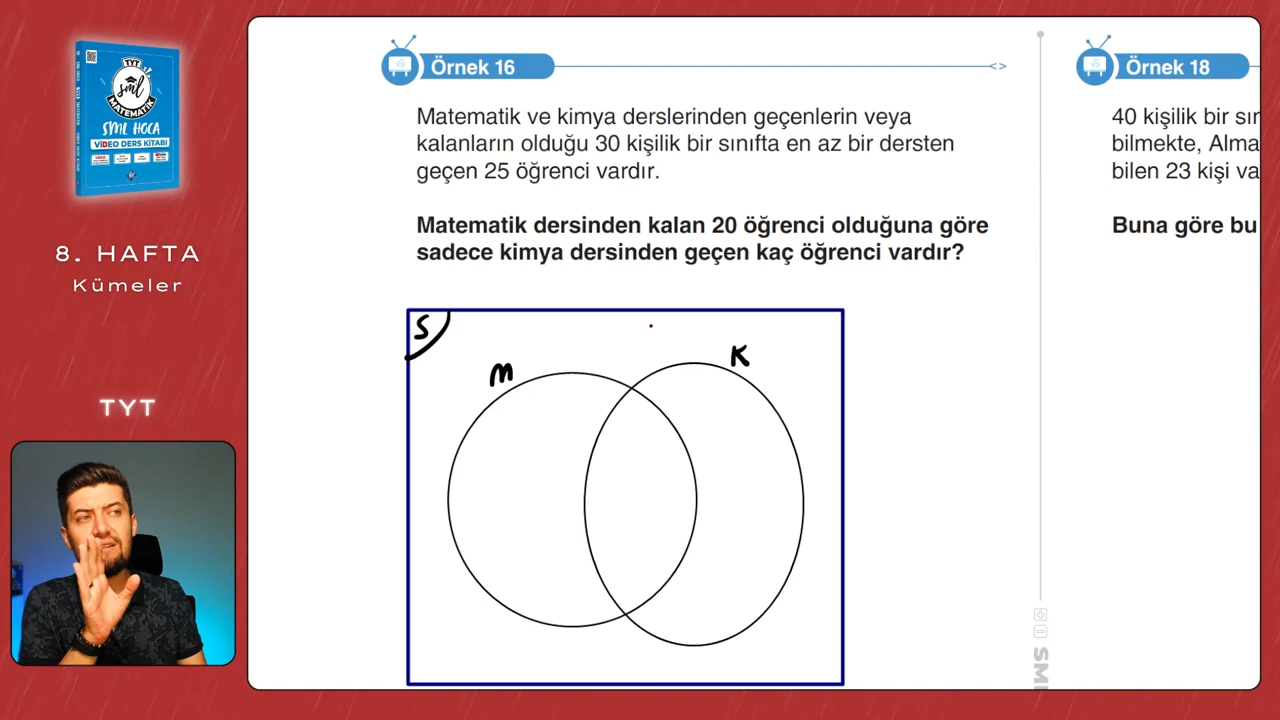 TYT
sml
MATEMATİK
SML HOCA
VİDEO DERS KİTABI
8. HAFTA
Kümeler
TYT
Örnek 16
<>
Matematik ve kimya derslerinden geçenlerin veya
kalanların olduğu 30 kişilik bir sınıfta en az bir dersten
geçen 25 öğrenci vardır.
Matematik dersinden kalan 20 öğrenci olduğuna göre
sadece kimya dersinden geçen kaç öğrenci vardır?
S
M
K
Örnek 18
40 kişilik bir sın
bilmekte, Alma
bilen 23 kişi va
Buna göre bu